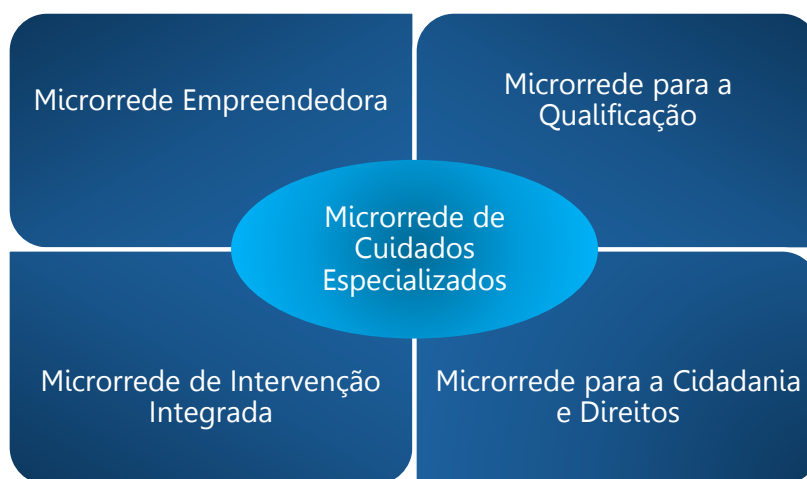 Microrrede Empreendedora
Microrrede para a
Qualificação
Microrrede de
Cuidados
Especializados
Microrrede de Intervenção
Integrada
Microrrede para a Cidadania
e Direitos